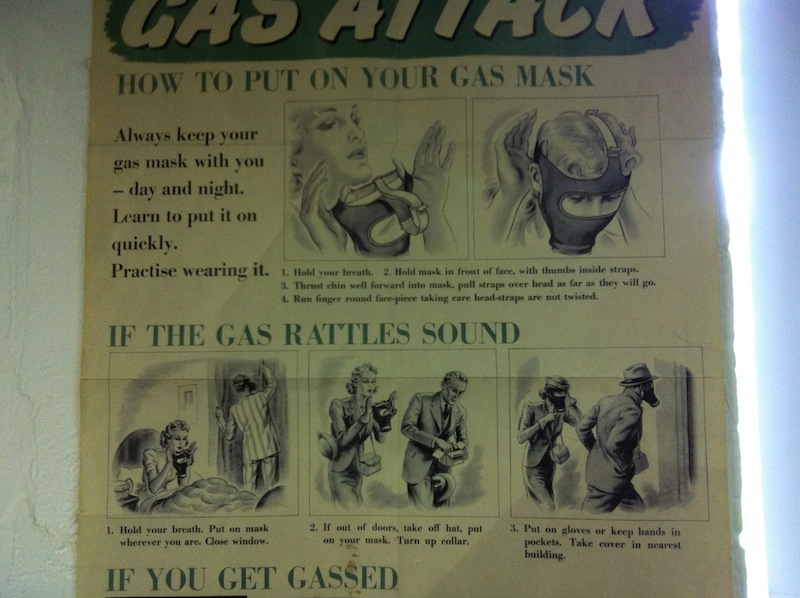 GAS ATTACK
HOW TO PUT ON YOUR GAS MASK
Always keep your
gas mask with you
– day and night.
Learn to put it on
quickly.
Practise wearing it.
1. Hold your breath. 2. Hold mask in front of face, with thumbs inside straps.
3. Thrust chin well forward into mask, pull straps over head as far as they will go.
4. Run finger round face-piece taking care head-straps are not twisted.
IF THE GAS RATTLES SOUND
1. Hold your breath. Put on mask
wherever you are. Close window.
2. If out of doors, take off hat, put
on your mask. Turn up collar.
3. Put on gloves or keep hands in
pockets. Take cover in nearest
building.
IF YOU GET GASSED